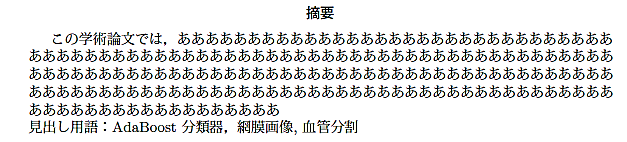 摘要
この学術論文では，あああああああああああああああああああああああああああああああ
ああああああああああああああああああああああああああああああああああああああああああ
ああああああああああああああああああああああああああああああああああああああああああ
ああああああああああああああああああああああああああああああああああああああああああ
ああああああああああああああああああ
見出し用語：AdaBoost 分類器，網膜画像, 血管分割